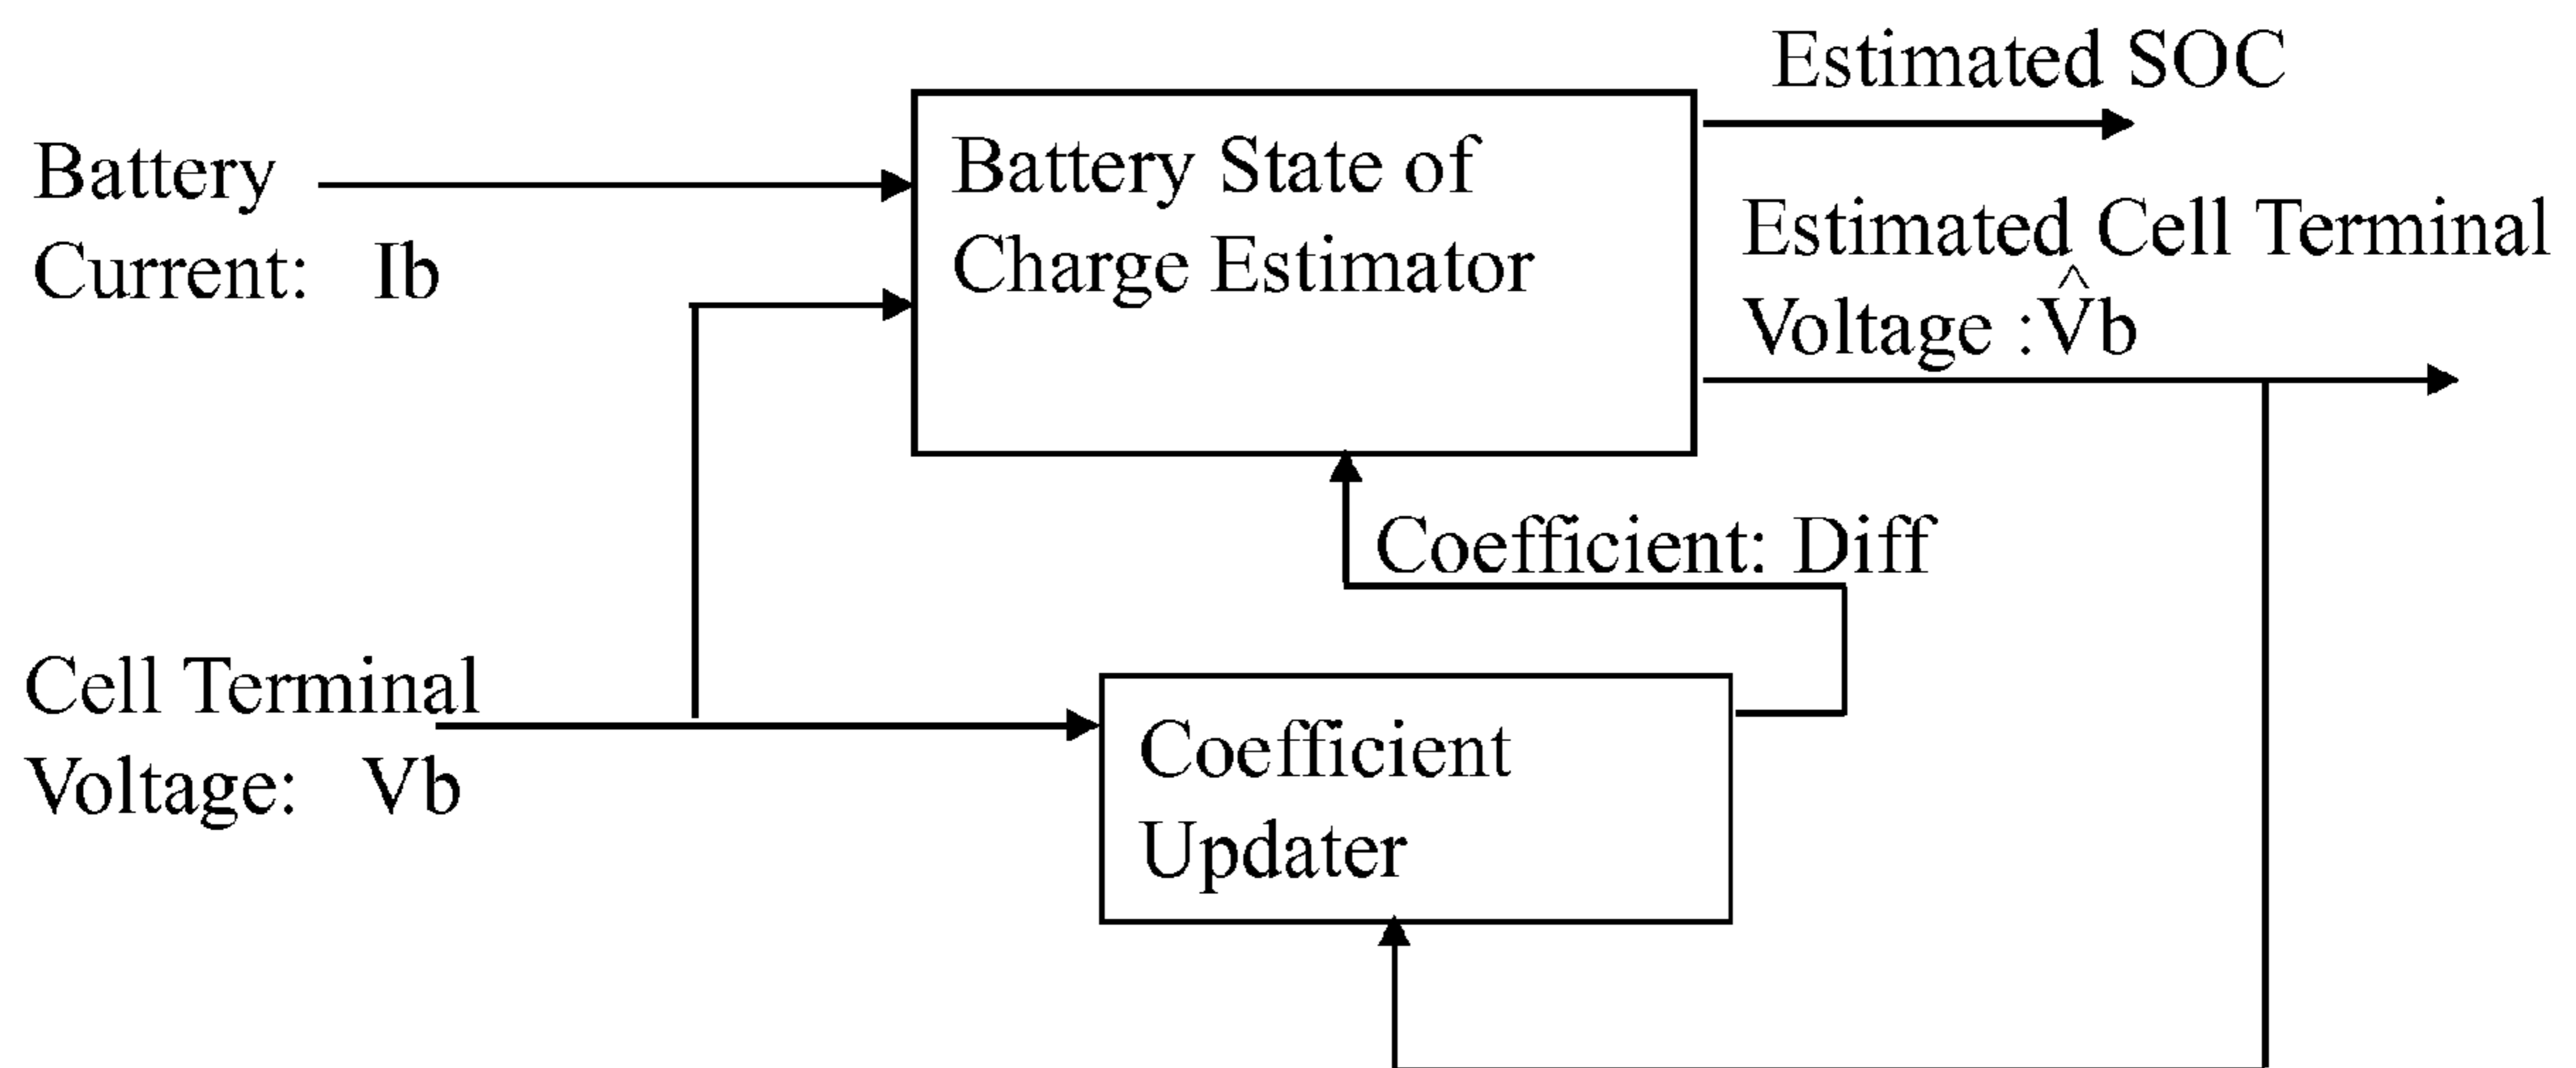 Estimated SOC
Battery
Current: Ib
Battery State of
Charge Estimator
Estimated Cell Terminal
Voltage :V̂b
Coefficient: Diff
Cell Terminal
Voltage: Vb
Coefficient
Updater